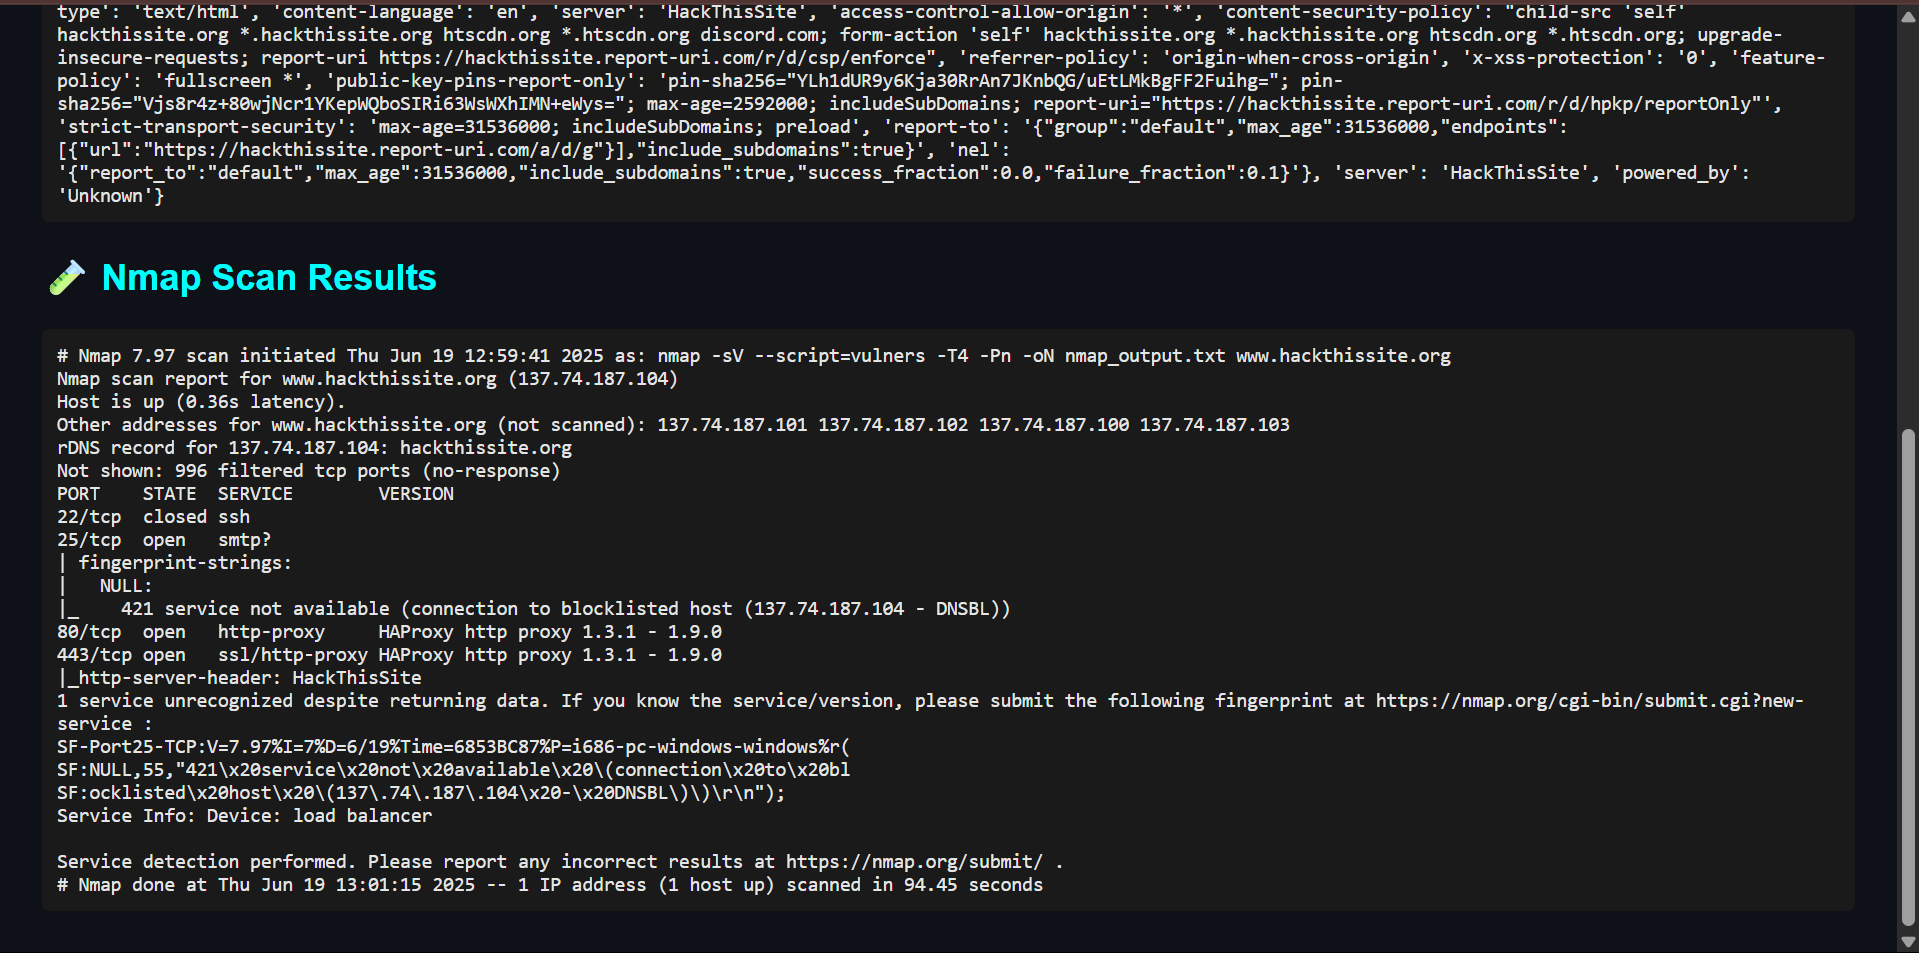 type': 'text/html', 'content-language': 'en', 'server': 'HackThisSite', 'access-control-allow-origin': '*', 'content-security-policy': "child-src 'self'
hackthissite.org *.hackthissite.org htscdn.org *.htscdn.org discord.com; form-action 'self' hackthissite.org *.hackthissite.org htscdn.org *.htscdn.org; upgrade-
insecure-requests; report-uri https://hackthissite.report-uri.com/r/d/csp/enforce", 'referrer-policy': 'origin-when-cross-origin', 'x-xss-protection': '0', 'feature-
policy': 'fullscreen *', 'public-key-pins-report-only': 'pin-sha256="YLh1dUR9y6Kja30RrAn7JKnbQG/uEtLMkBgFF2Fuihg="; pin-
sha256="Vjs8r4z+80wjNcr1YKepWQboSIRi63WsWXhIMN+eWys="; max-age=2592000; includeSubDomains; report-uri="https://hackthissite.report-uri.com/r/d/hpkp/reportOnly"',
'strict-transport-security': 'max-age=31536000; includeSubDomains; preload', 'report-to': '{"group":"default","max_age":31536000,"endpoints":
[{"url":"https://hackthissite.report-uri.com/a/d/g"}],"include_subdomains":true}', 'nel':
'{"report_to":"default","max_age":31536000,"include_subdomains":true,"success_fraction":0.0,"failure_fraction":0.1}'}, 'server': 'HackThisSite', 'powered_by':
'Unknown'}
Nmap Scan Results
# Nmap 7.97 scan initiated Thu Jun 19 12:59:41 2025 as: nmap -sV --script=vulners -T4 -Pn -oN nmap_output.txt www.hackthissite.org
Nmap scan report for www.hackthissite.org (137.74.187.104)
Host is up (0.36s latency).
Other addresses for www.hackthissite.org (not scanned): 137.74.187.101 137.74.187.102 137.74.187.100 137.74.187.103
rDNS record for 137.74.187.104: hackthissite.org
Not shown: 996 filtered tcp ports (no-response)
PORT    STATE  SERVICE        VERSION
22/tcp  closed ssh
25/tcp  open   smtp?
| fingerprint-strings:
|   NULL:
|_    421 service not available (connection to blocklisted host (137.74.187.104 - DNSBL))
80/tcp  open   http-proxy     HAProxy http proxy 1.3.1 - 1.9.0
443/tcp open   ssl/http-proxy HAProxy http proxy 1.3.1 - 1.9.0
|_http-server-header: HackThisSite
1 service unrecognized despite returning data. If you know the service/version, please submit the following fingerprint at https://nmap.org/cgi-bin/submit.cgi?new-
service :
SF-Port25-TCP:V=7.97%I=7%D=6/19%Time=6853BC87%P=i686-pc-windows-windows%r(
SF:NULL,55,"421\x20service\x20not\x20available\x20\(connection\x20to\x20bl
SF:ocklisted\x20host\x20\(137\.74\.187\.104\x20-\x20DNSBL\)\)\r\n");
Service Info: Device: load balancer
Service detection performed. Please report any incorrect results at https://nmap.org/submit/ .
# Nmap done at Thu Jun 19 13:01:15 2025 -- 1 IP address (1 host up) scanned in 94.45 seconds